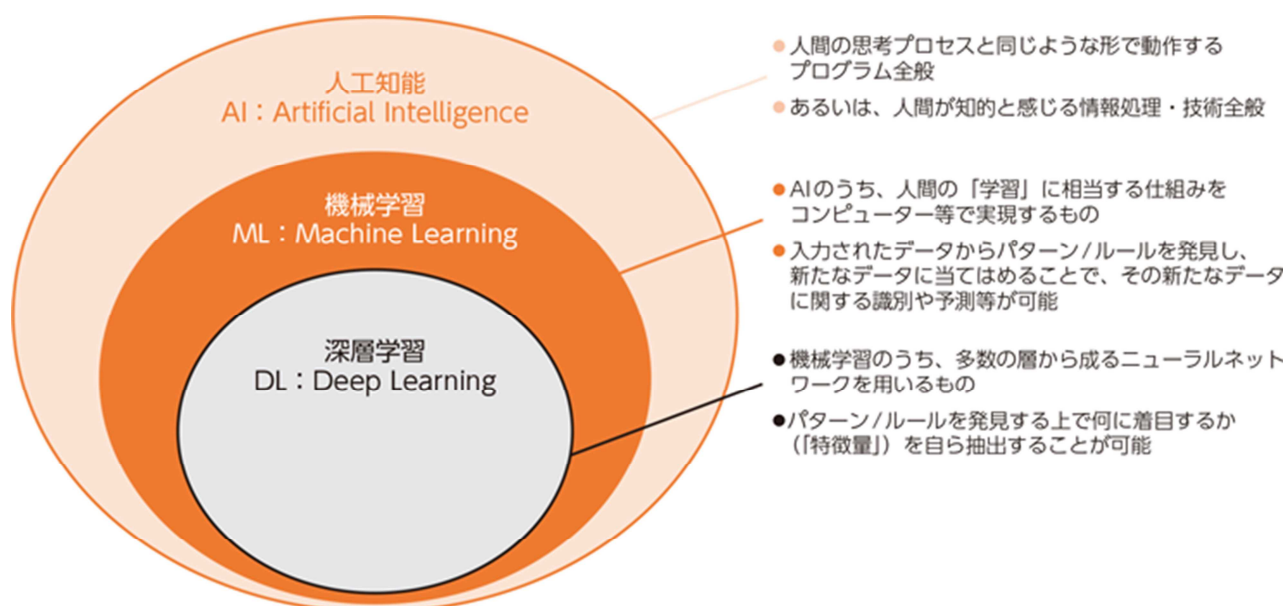 人工知能
AI：Artificial Intelligence
機械学習
ML：Machine Learning
深層学習
DL：Deep Learning
●人間の思考プロセスと同じような形で動作する
プログラム全般
●あるいは、人間が知的と感じる情報処理・技術全般
●AIのうち、人間の「学習」に相当する仕組みを
コンピューター等で実現するもの
●入力されたデータからパターン/ルールを発見し、
新たなデータに当てはめることで、その新たなデータ
に関する識別や予測等が可能
●機械学習のうち、多数の層から成るニューラルネット
ワークを用いるもの
●パターン/ルールを発見する上で何に着目するか
（「特徴量」）を自ら抽出することが可能